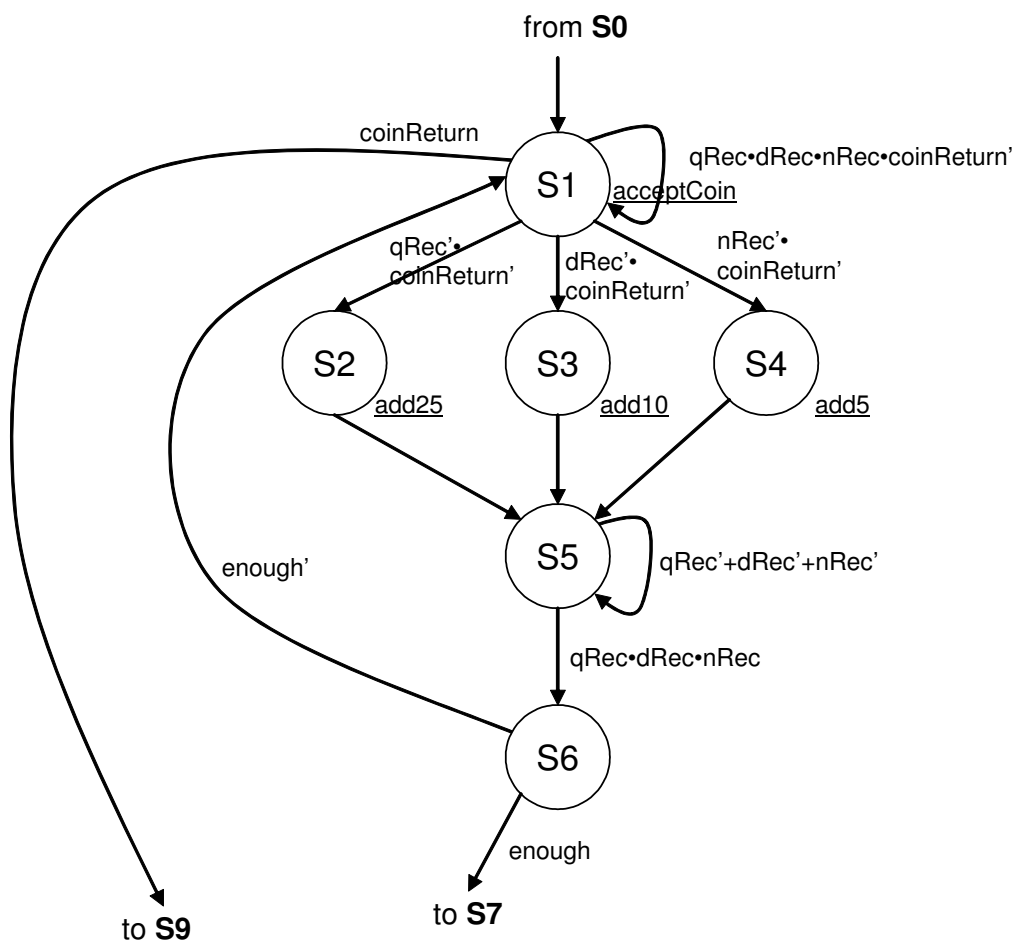 from S0
coinReturn
qRec•dRec•nRec•coinReturn’
S1
acceptCoin
qRec’•
coinReturn’
dRec’•
coinReturn’
nRec’•
coinReturn’
S2
add25
S3
add10
S4
add5
S5
qRec’+dRec’+nRec’
enough’
qRec•dRec•nRec
S6
enough
to S9
to S7